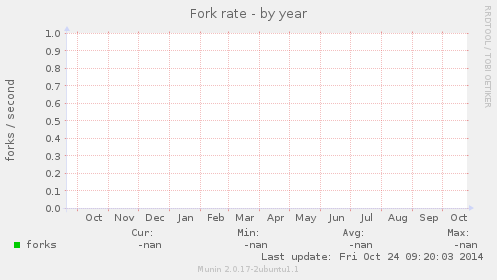 Fork rate - by year
RRDTOOL / TOBI OETIKER
forks / second
1.0
0.9
0.8
0.7
0.6
0.5
0.4
0.3
0.2
0.1
0.0
Oct Nov Dec Jan Feb Mar Apr May Jun Jul Aug Sep Oct
Cur: Min: Avg: Max:
forks -nan -nan -nan -nan
Last update: Fri Oct 24 09:20:03 2014
Munin 2.0.17-2ubuntu1.1